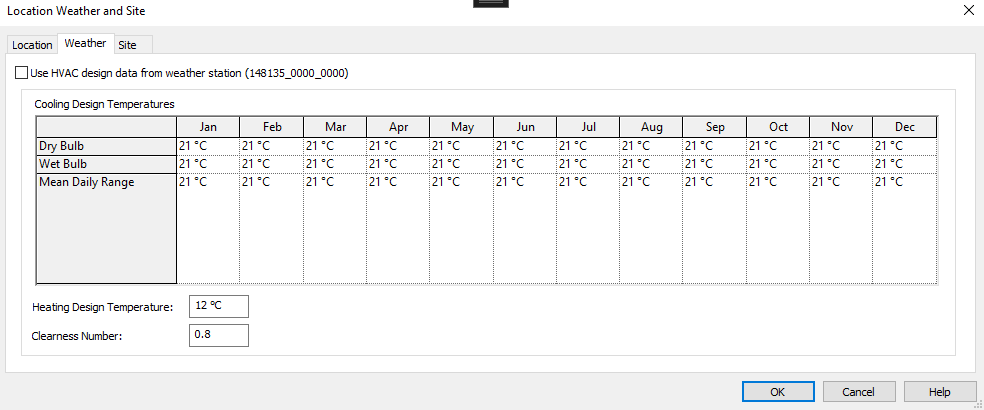 Location Weather and Site
Location Weather Site
Use HVAC design data from weather station (148135_0000_0000)
Cooling Design Temperatures
Jan Feb Mar Apr May Jun Jul Aug Sep Oct Nov Dec
Dry Bulb 21 °C 21 °C 21 °C 21 °C 21 °C 21 °C 21 °C 21 °C 21 °C 21 °C 21 °C 21 °C
Wet Bulb 21 °C 21 °C 21 °C 21 °C 21 °C 21 °C 21 °C 21 °C 21 °C 21 °C 21 °C 21 °C
Mean Daily Range 21 °C 21 °C 21 °C 21 °C 21 °C 21 °C 21 °C 21 °C 21 °C 21 °C 21 °C 21 °C
Heating Design Temperature: 12 °C
Clearness Number: 0.8
OK Cancel Help